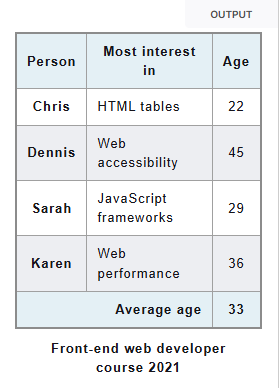 OUTPUT
Person Most interest in Age
Chris HTML tables 22
Dennis Web accessibility 45
Sarah JavaScript frameworks 29
Karen Web performance 36
Average age 33
Front-end web developer
course 2021